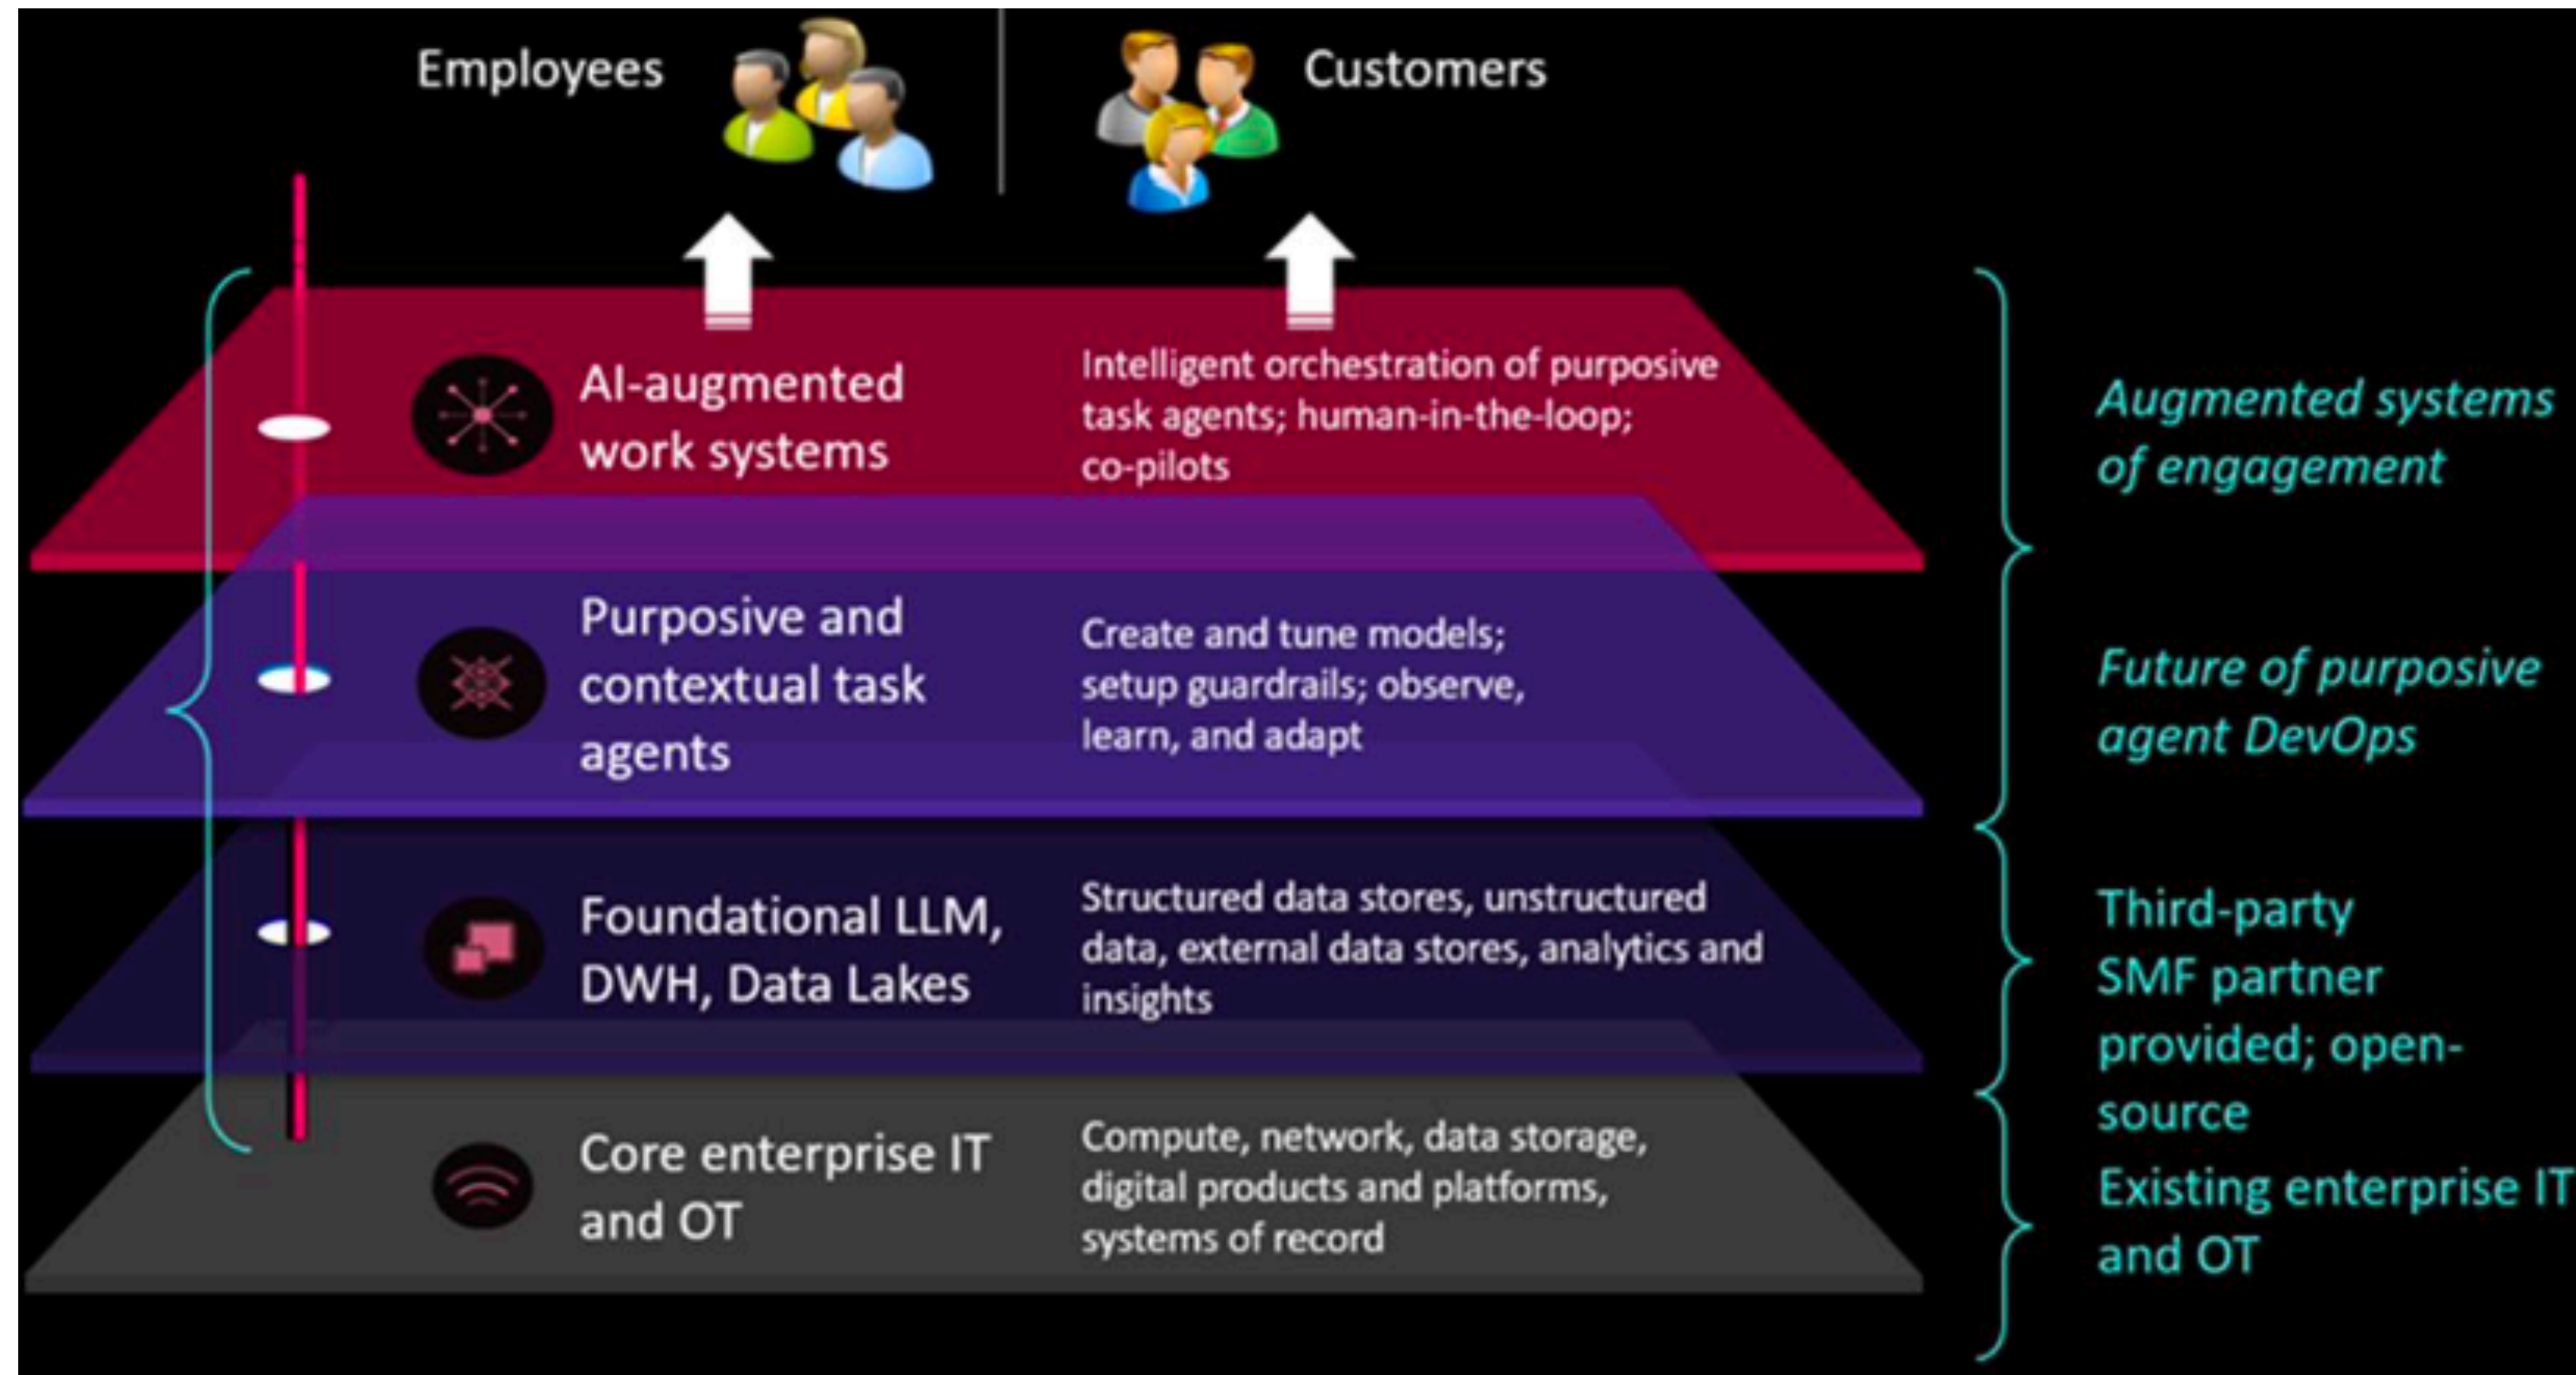 Employees
Customers
AI-augmented
work systems
Intelligent orchestration of purposive
task agents; human-in-the-loop;
co-pilots
Augmented systems
of engagement
Purposive and
contextual task
agents
Create and tune models;
setup guardrails; observe,
learn, and adapt
Future of purposive
agent DevOps
Foundational LLM,
DWH, Data Lakes
Structured data stores, unstructured
data, external data stores, analytics and
insights
Third-party
SMF partner
provided; open-
source
Core enterprise IT
and OT
Compute, network, data storage,
digital products and platforms,
systems of record
Existing enterprise IT
and OT